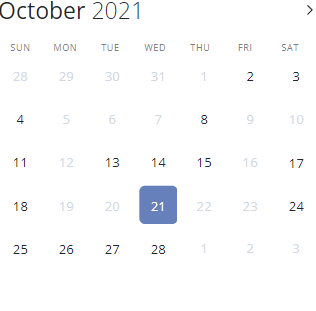 October 2021
SUN MON TUE WED THU FRI SAT
28 29 30 31 1 2 3
4 5 6 7 8 9 10
11 12 13 14 15 16 17
18 19 20 21 22 23 24
25 26 27 28 1 2 3